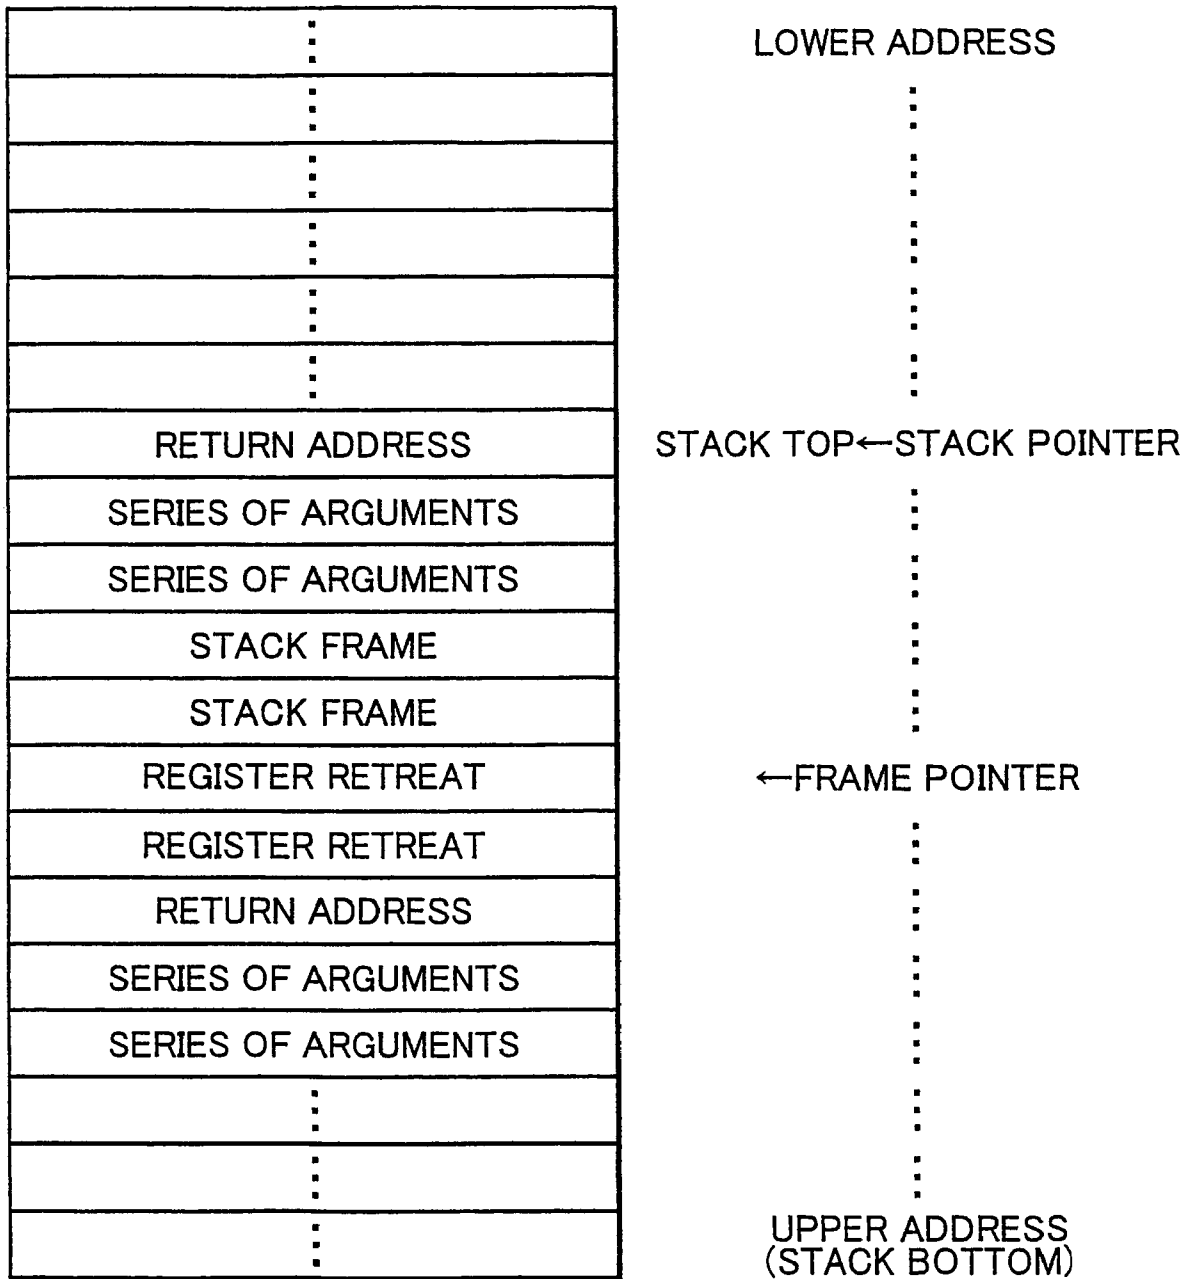 LOWER ADDRESS
RETURN ADDRESS STACK TOP←STACK POINTER
SERIES OF ARGUMENTS
SERIES OF ARGUMENTS
STACK FRAME
STACK FRAME
REGISTER RETREAT ←FRAME POINTER
REGISTER RETREAT
RETURN ADDRESS
SERIES OF ARGUMENTS
SERIES OF ARGUMENTS
UPPER ADDRESS
(STACK BOTTOM)